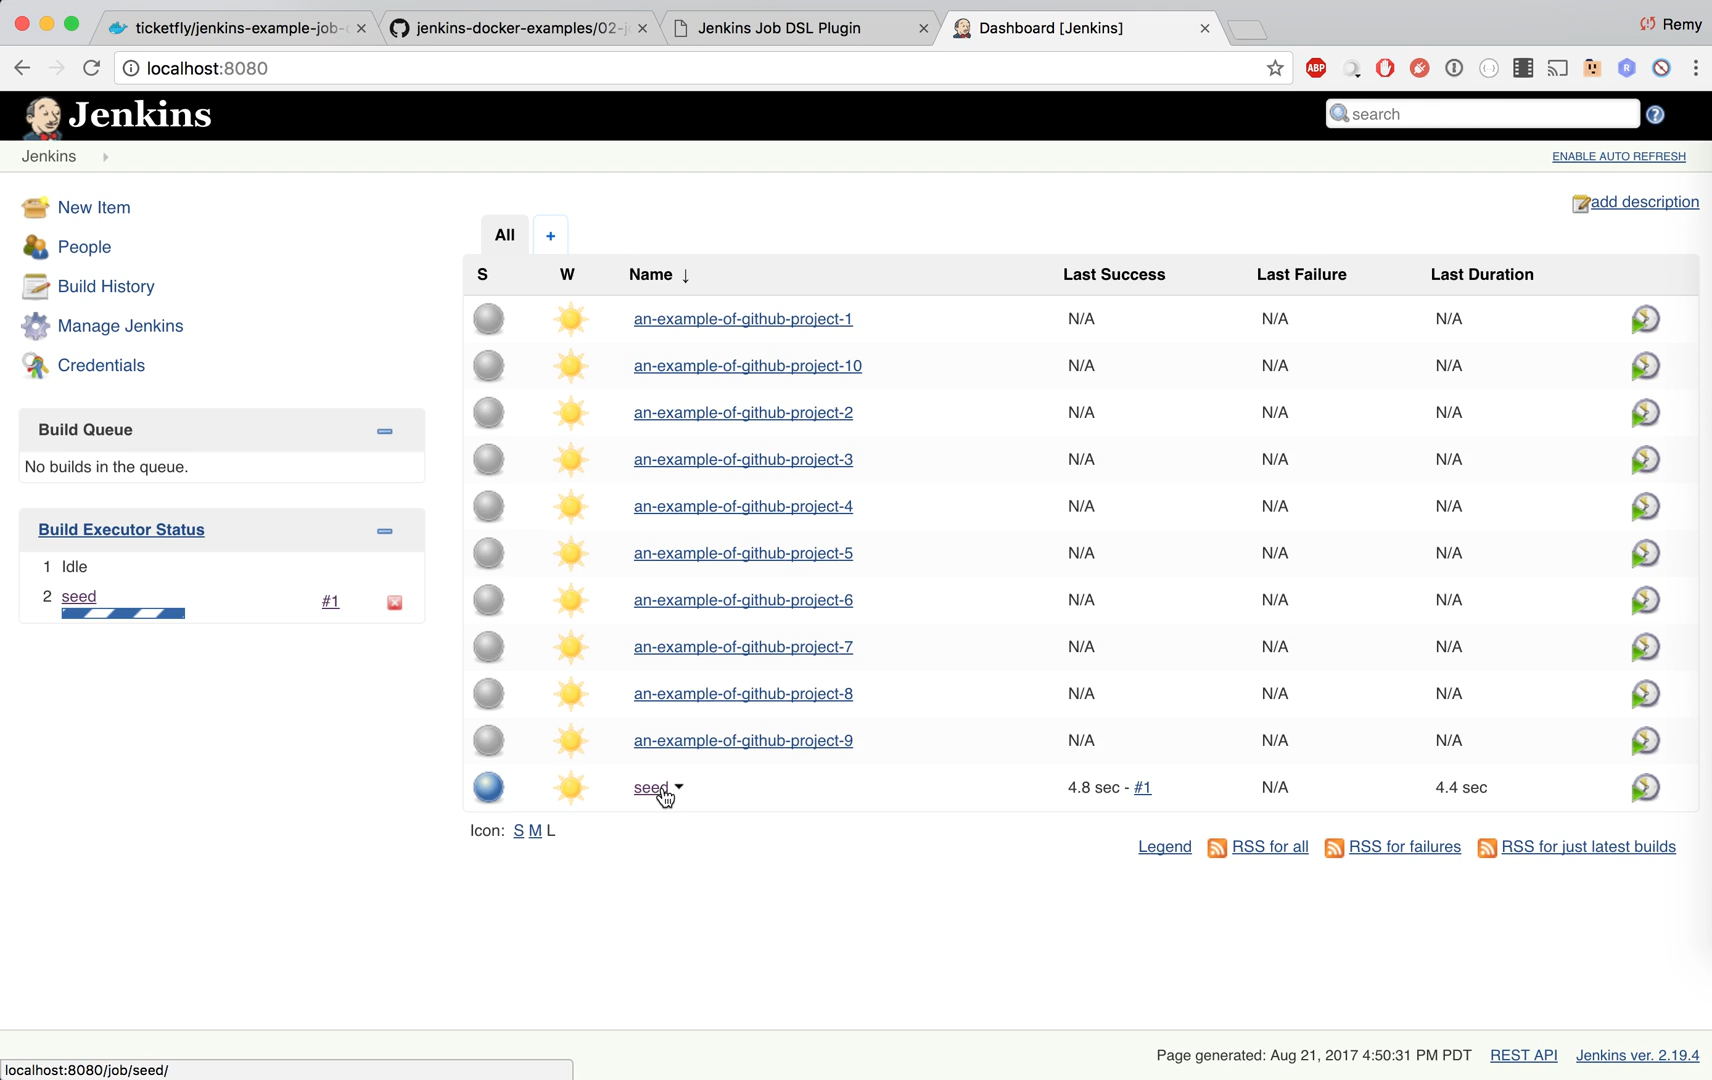 ticketfly/jenkins-example-job-
jenkins-docker-examples/02-j
Jenkins Job DSL Plugin
Dashboard [Jenkins]
Remy
localhost:8080
ABP
R
Jenkins
search
Jenkins
ENABLE AUTO REFRESH
New Item
People
Build History
Manage Jenkins
Credentials
add description
All +
S W Name ↓ Last Success Last Failure Last Duration
an-example-of-github-project-1 N/A N/A N/A
an-example-of-github-project-10 N/A N/A N/A
an-example-of-github-project-2 N/A N/A N/A
an-example-of-github-project-3 N/A N/A N/A
an-example-of-github-project-4 N/A N/A N/A
an-example-of-github-project-5 N/A N/A N/A
an-example-of-github-project-6 N/A N/A N/A
an-example-of-github-project-7 N/A N/A N/A
an-example-of-github-project-8 N/A N/A N/A
an-example-of-github-project-9 N/A N/A N/A
seed 4.8 sec - #1 N/A 4.4 sec
Icon: S M L
Legend RSS for all RSS for failures RSS for just latest builds
Build Queue
No builds in the queue.
Build Executor Status
1 Idle
2 seed #1
Page generated: Aug 21, 2017 4:50:31 PM PDT REST API Jenkins ver. 2.19.4
localhost:8080/job/seed/